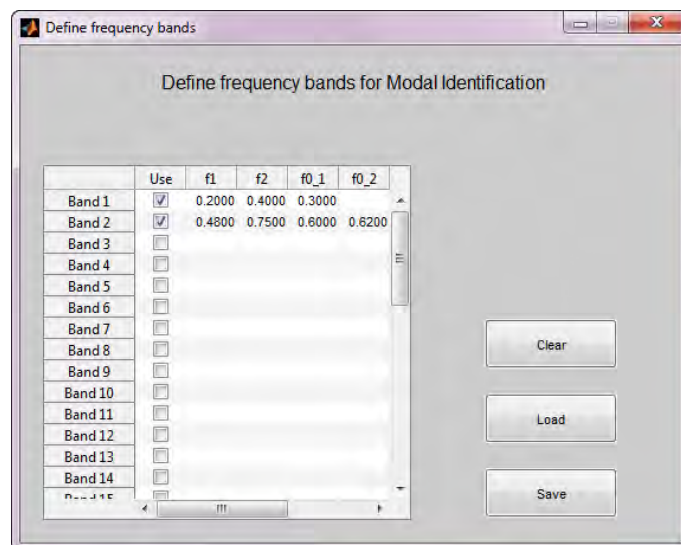 Define frequency bands
Define frequency bands for Modal Identification
Use f1 f2 f0_1 f0_2
Band 1 0.2000 0.4000 0.3000
Band 2 0.4800 0.7500 0.6000 0.6200
Band 3
Band 4
Band 5
Band 6
Band 7
Band 8
Band 9
Band 10
Band 11
Band 12
Band 13
Band 14
Band 15
Clear
Load
Save